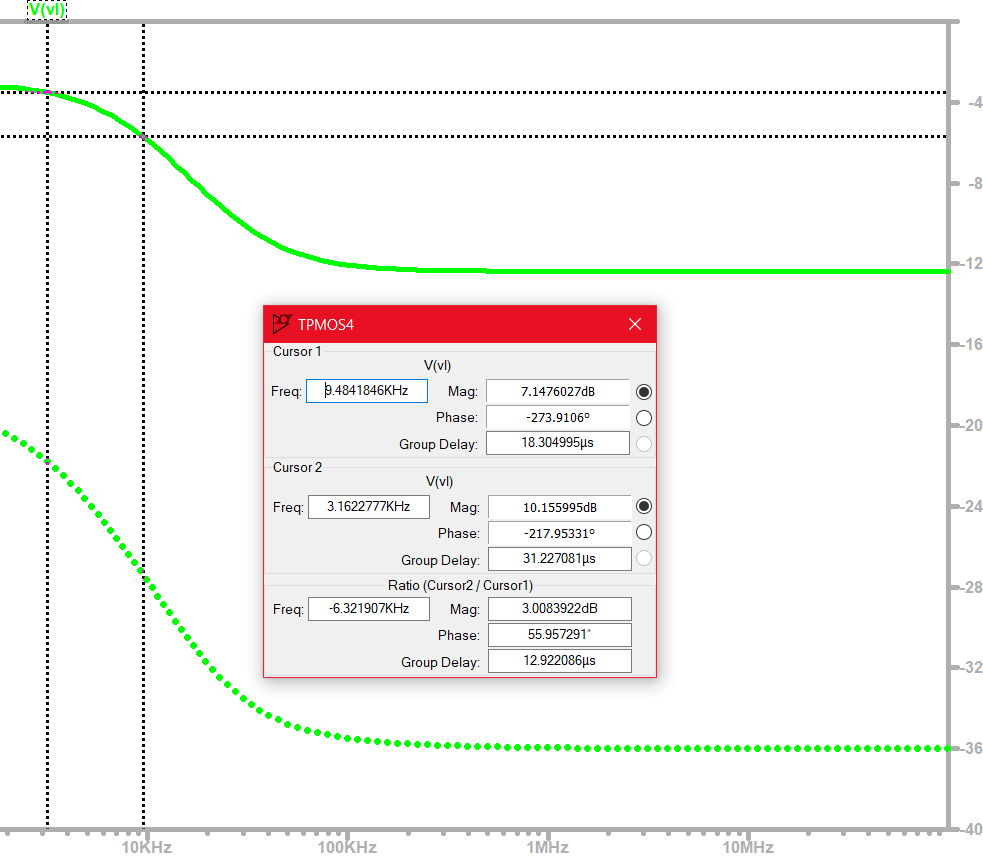 V(vl)
-4
-8
-12
-16
-20
-24
-28
-32
-36
-40
10KHz 100KHz 1MHz 10MHz
TPMOS4
Cursor 1
V(vl)
Freq: 9.4841846KHz Mag: 7.1476027dB
Phase: -273.9106º
Group Delay: 18.304995µs
Cursor 2
V(vl)
Freq: 3.1622777KHz Mag: 10.155995dB
Phase: -217.95331º
Group Delay: 31.227081µs
Ratio (Cursor2 / Cursor1)
Freq: -6.321907KHz Mag: 3.0083922dB
Phase: 55.957291°
Group Delay: 12.922086µs